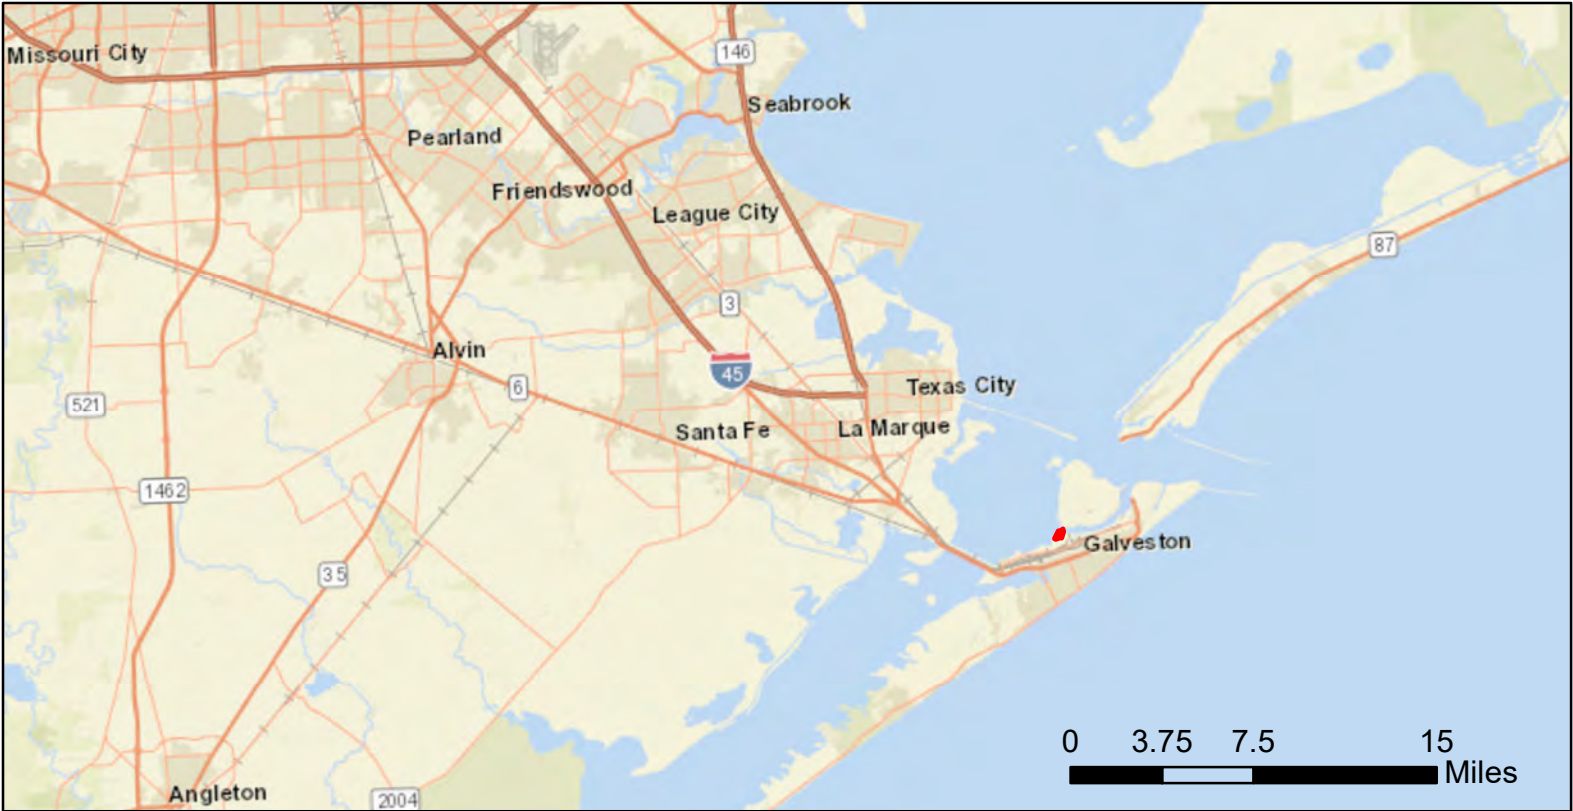 Missouri City
146
Seabrook
Pearland
Friendswood
League City
87
3
Alvin
45
6
Texas City
521
Santa Fe
La Marque
1462
Galveston
35
0 3.75 7.5 15
Miles
Angleton
2004